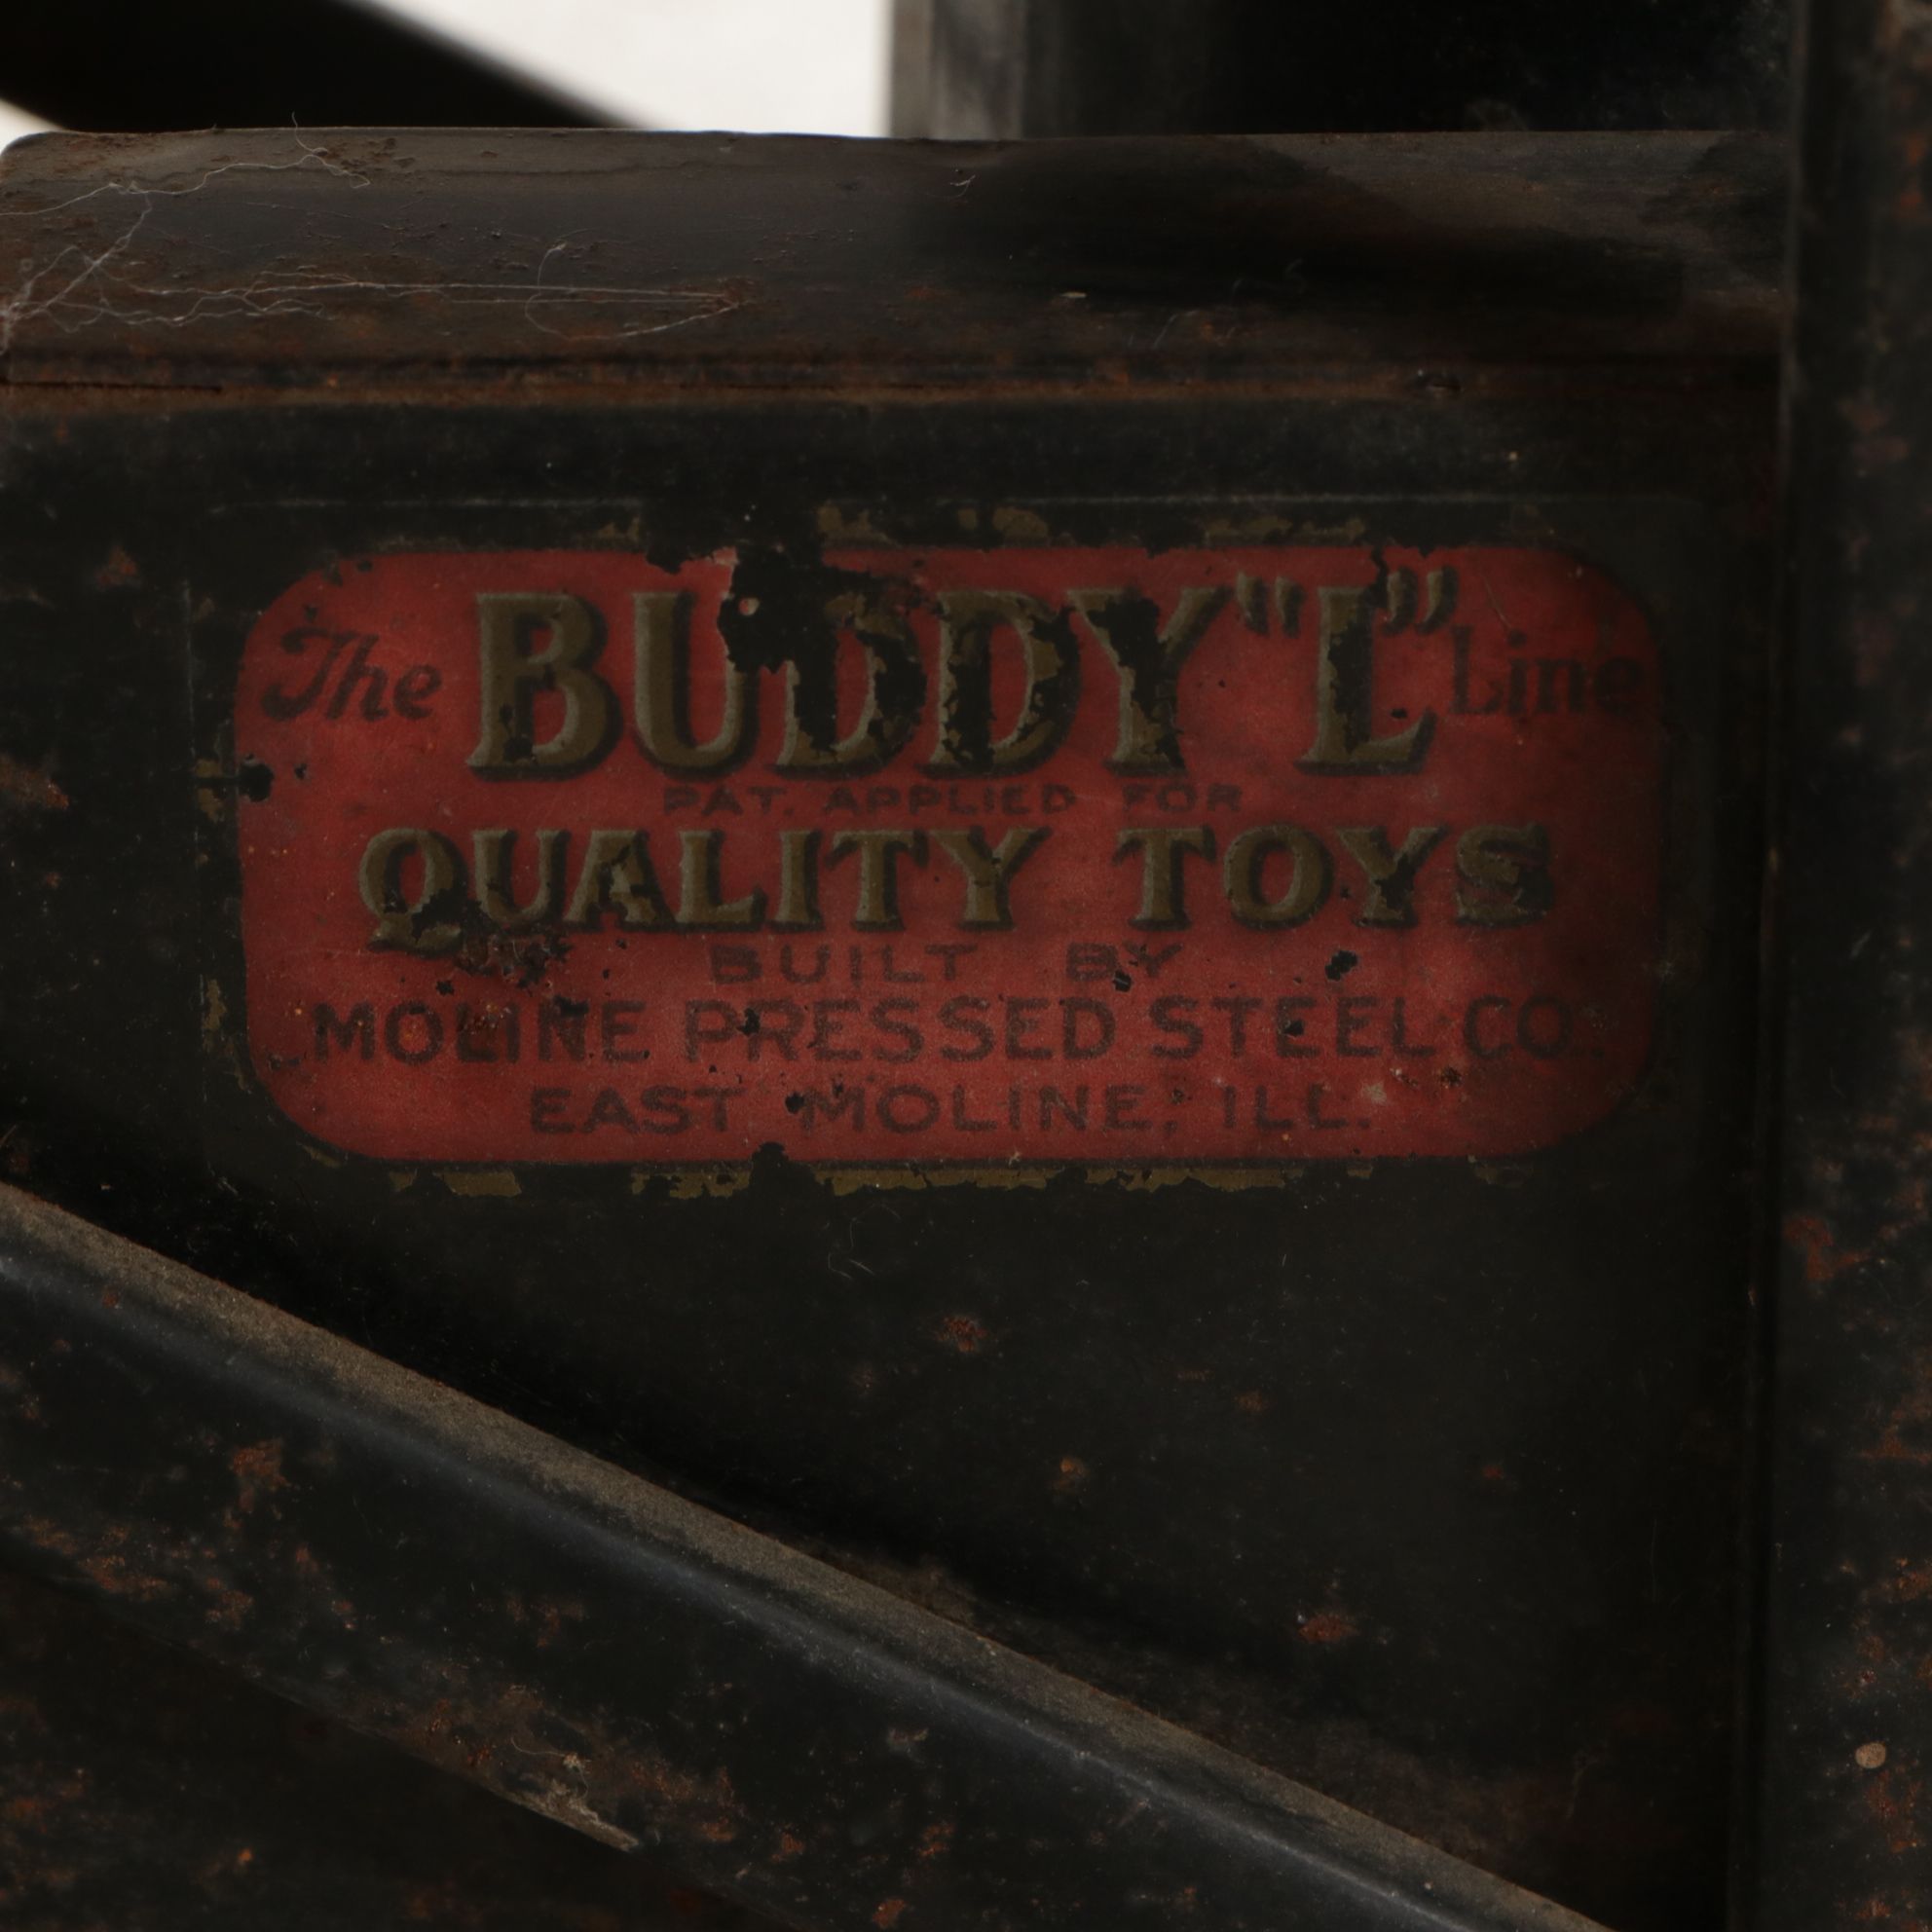 The BUDDY "L" Line
PAT. APPLIED FOR
QUALITY TOYS
BUILT BY
MOLINE PRESSED STEEL CO.
EAST MOLINE, ILL.